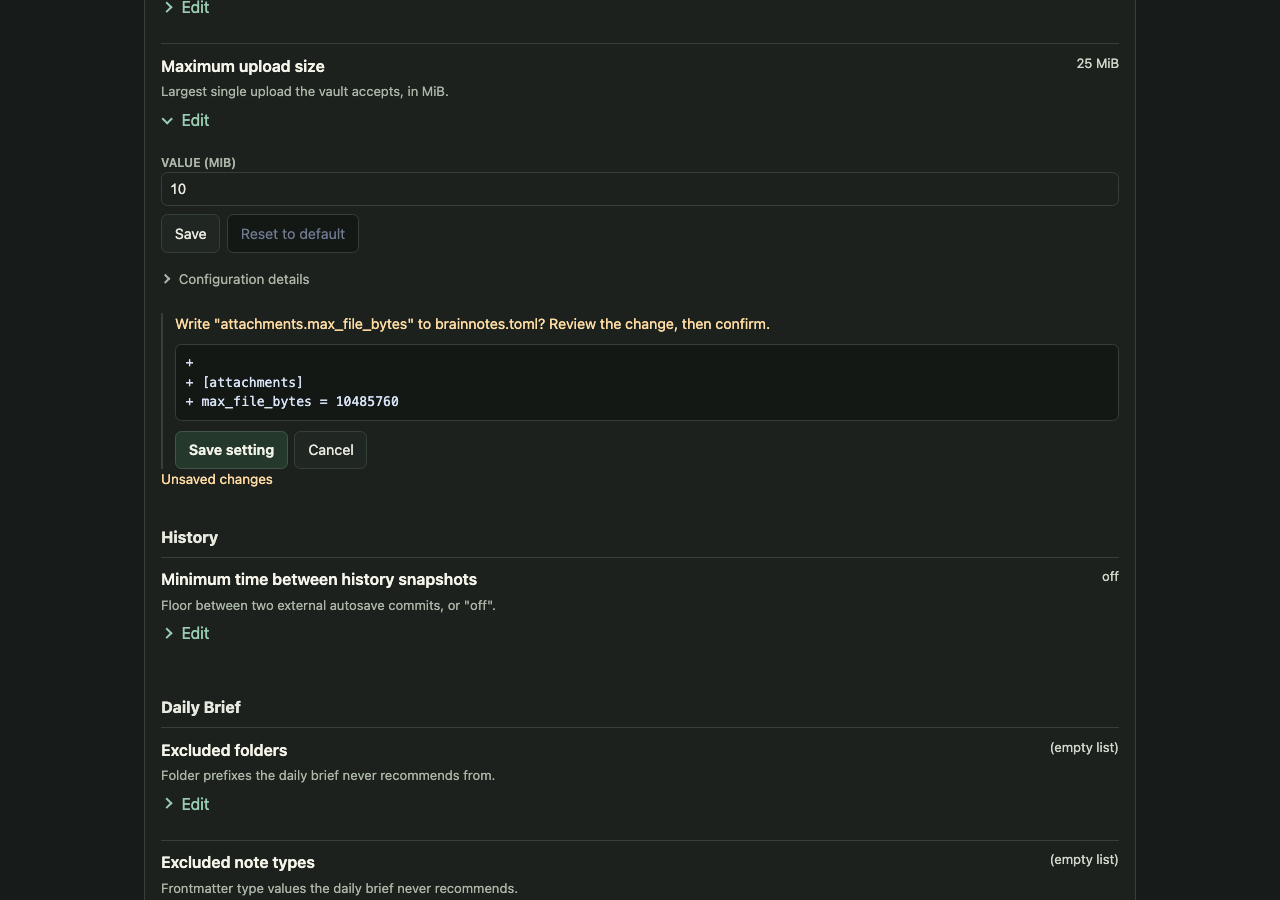 Edit
Maximum upload size
25 MiB
Largest single upload the vault accepts, in MiB.
Edit
VALUE (MIB)
10
Save
Reset to default
Configuration details
Write "attachments.max_file_bytes" to brainnotes.toml? Review the change, then confirm.
+
+ [attachments]
+ max_file_bytes = 10485760
Save setting
Cancel
Unsaved changes
History
Minimum time between history snapshots
off
Floor between two external autosave commits, or "off".
Edit
Daily Brief
Excluded folders
(empty list)
Folder prefixes the daily brief never recommends from.
Edit
Excluded note types
(empty list)
Frontmatter type values the daily brief never recommends.